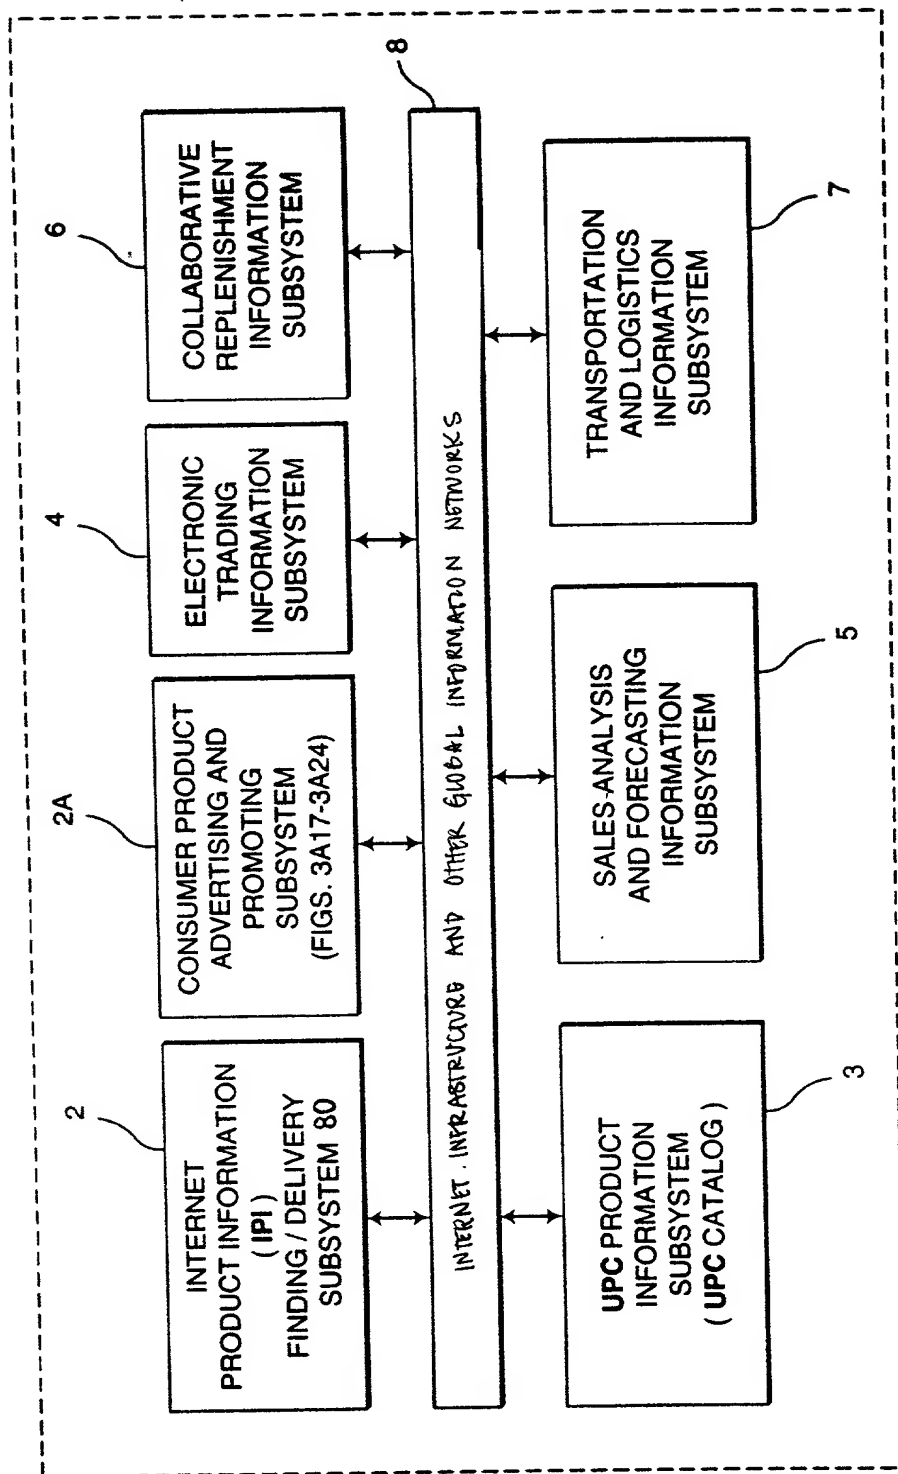 2
INTERNET
PRODUCT INFORMATION
( IPI )
FINDING / DELIVERY
SUBSYSTEM 80
2A
CONSUMER PRODUCT
ADVERTISING AND
PROMOTING
SUBSYSTEM
(FIGS. 3A17-3A24)
4
ELECTRONIC
TRADING
INFORMATION
SUBSYSTEM
6
COLLABORATIVE
REPLENISHMENT
INFORMATION
SUBSYSTEM
8
INTERNET INFRASTRUCTURE AND OTHER GLOBAL INFORMATION NETWORKS
UPC PRODUCT
INFORMATION
SUBSYSTEM
( UPC CATALOG )
3
SALES-ANALYSIS
AND FORECASTING
INFORMATION
SUBSYSTEM
5
TRANSPORTATION
AND LOGISTICS
INFORMATION
SUBSYSTEM
7